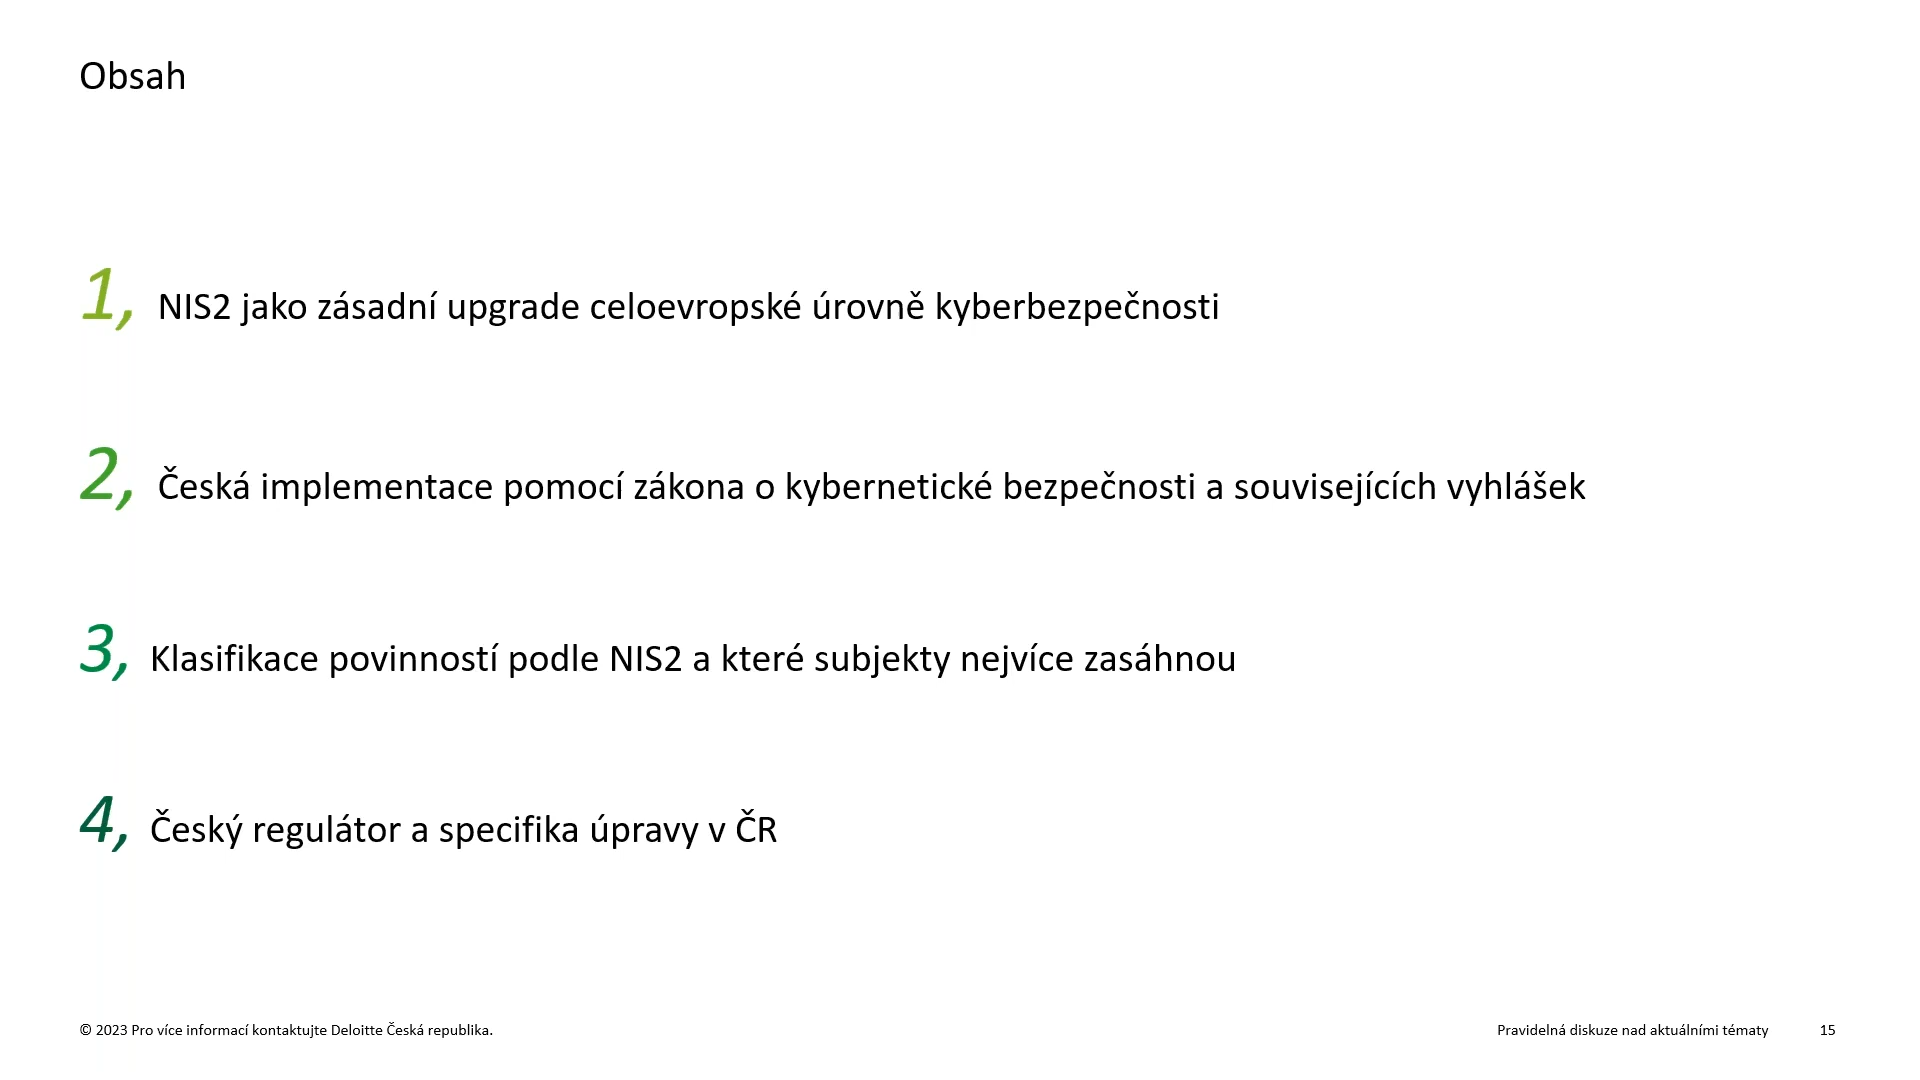 Obsah
1, NIS2 jako zásadní upgrade celoevropské úrovně kyberbezpečnosti
2, Česká implementace pomocí zákona o kybernetické bezpečnosti a souvisejících vyhlášek
3, Klasifikace povinností podle NIS2 a které subjekty nejvíce zasáhnou
4, Český regulátor a specifika úpravy v ČR
© 2023 Pro více informací kontaktujte Deloitte Česká republika.
Pravidelná diskuze nad aktuálními tématy 15